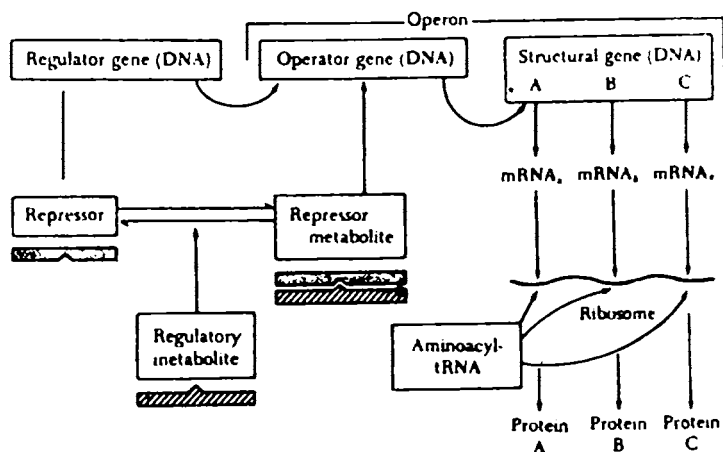 Operon
Regulator gene (DNA)
Operator gene (DNA)
Structural gene (DNA)
A B C
mRNAₐ mRNA♭ mRNA꜀
Repressor
Repressor
metabolite
Regulatory
metabolite
Ribosome
Aminoacyl-
tRNA
Protein Protein Protein
A B C